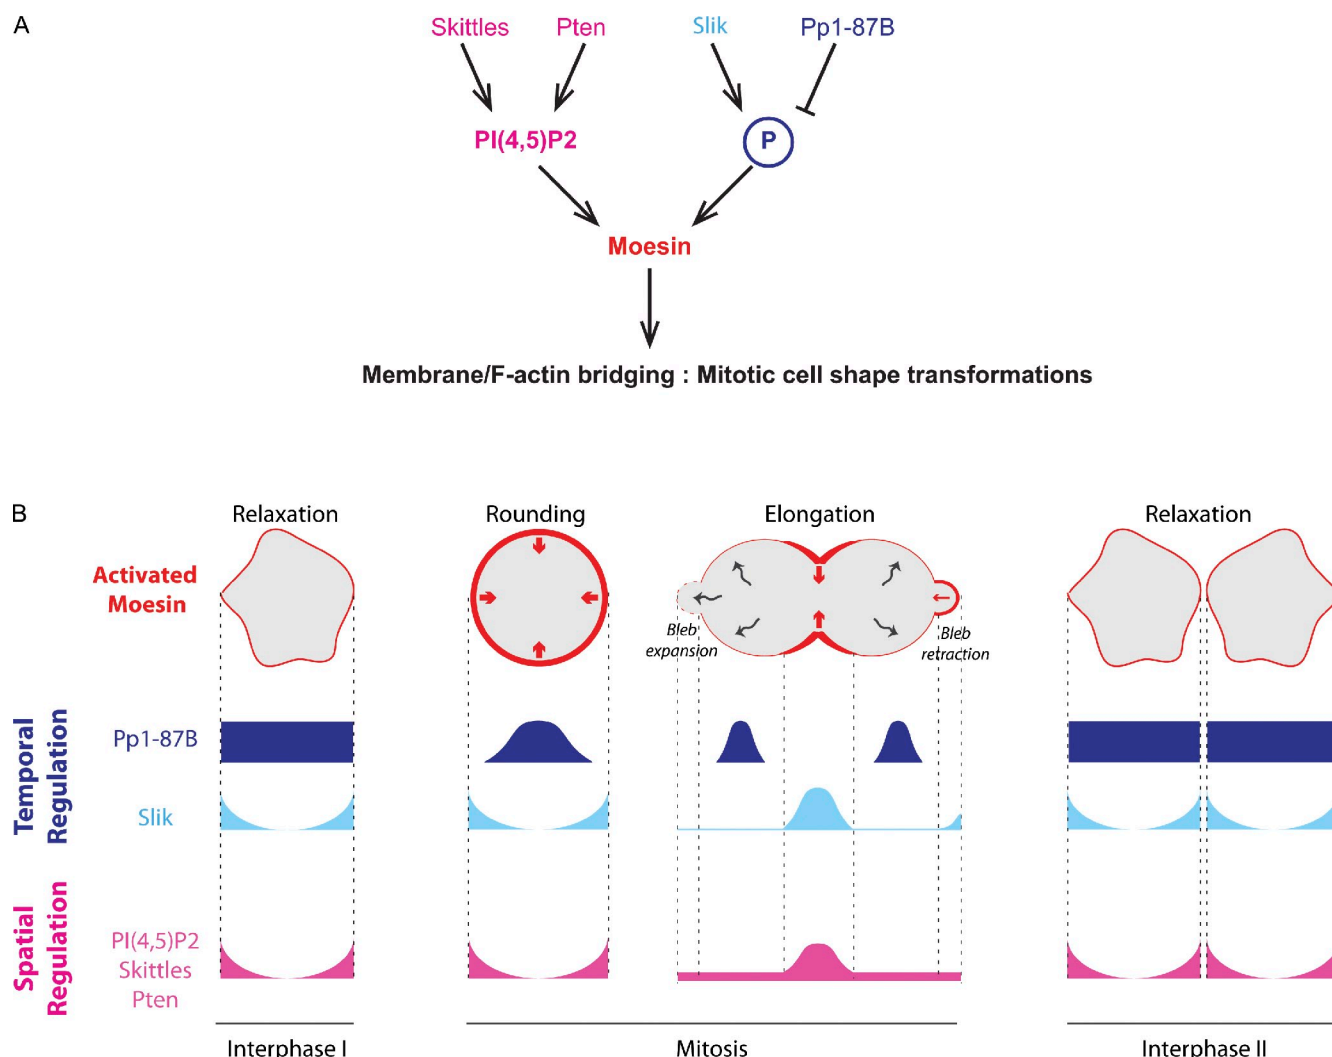 A
Skittles Pten Slik Pp1-87B
PI(4,5)P2 P
Moesin
Membrane/F-actin bridging : Mitotic cell shape transformations
B
Relaxation Rounding Elongation Relaxation
Activated
Moesin
Bleb
expansion
Bleb
retraction
Temporal
Regulation
Pp1-87B
Slik
Spatial
Regulation
PI(4,5)P2
Skittles
Pten
Interphase I Mitosis Interphase II